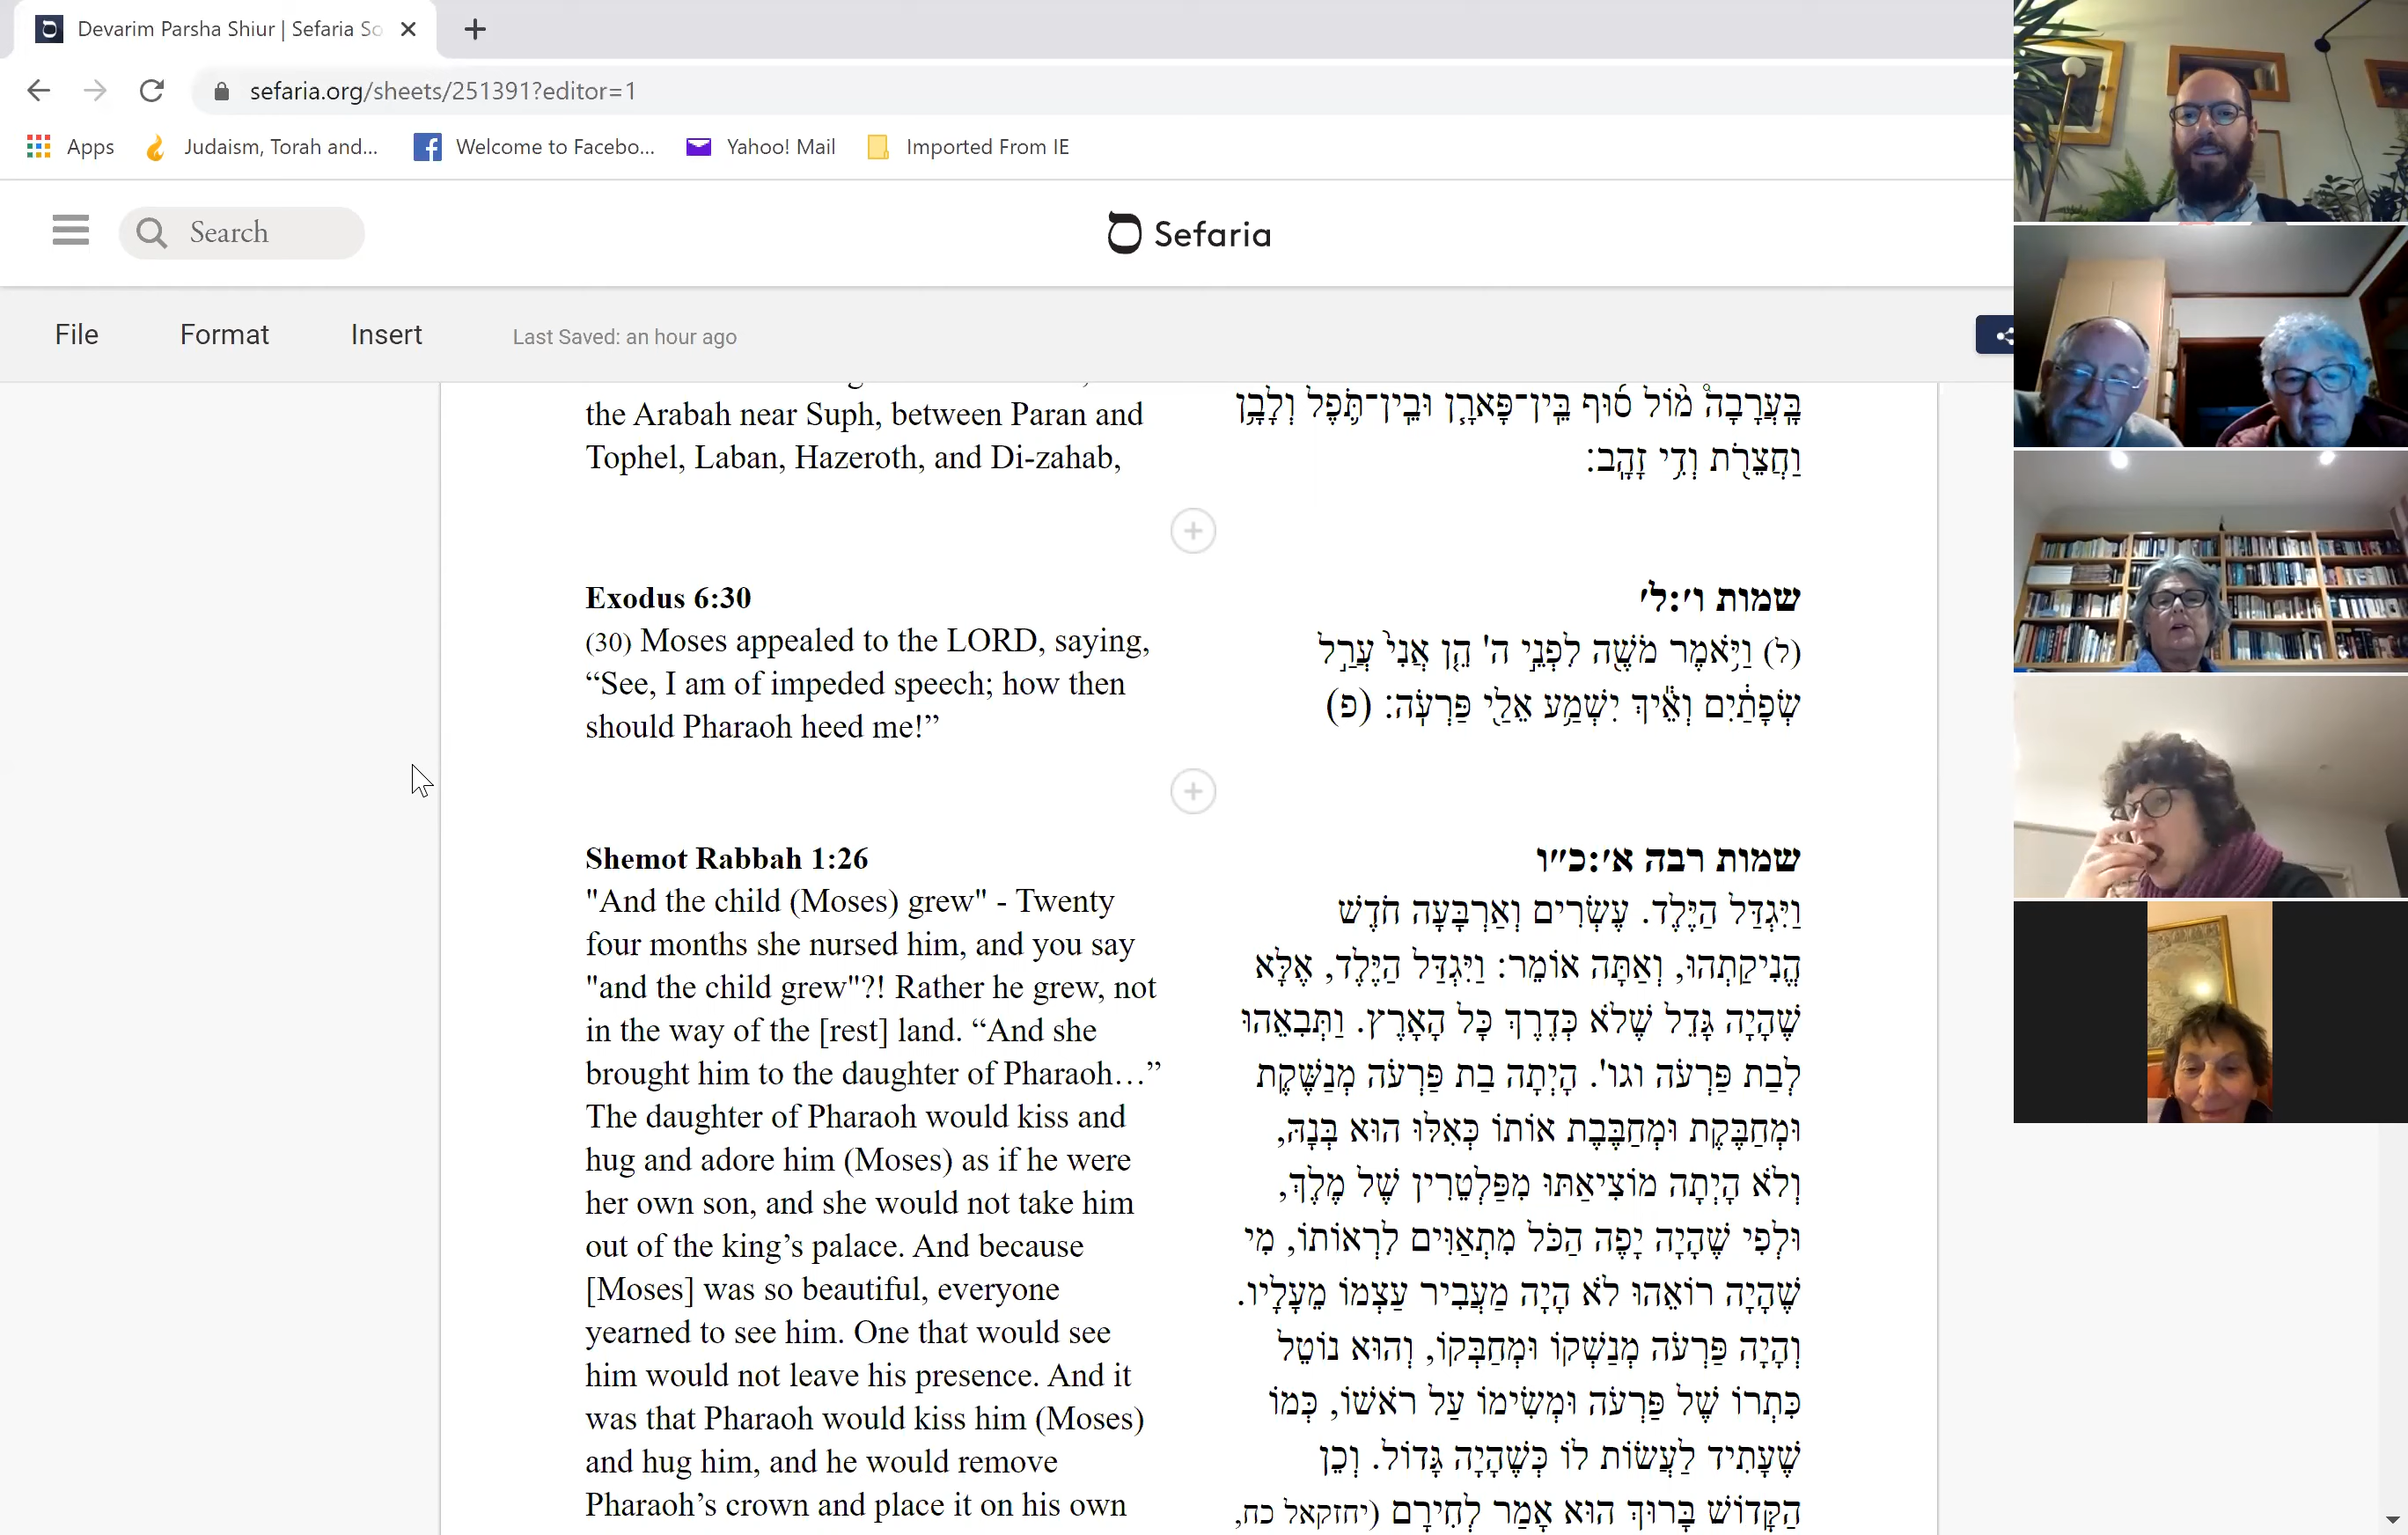 Devarim Parsha Shiur | Sefaria So
sefaria.org/sheets/251391?editor=1
Apps
Judaism, Torah and...
Welcome to Facebo...
Yahoo! Mail
Imported From IE
Search
Sefaria
File
Format
Insert
Last Saved: an hour ago
the Arabah near Suph, between Paran and
Tophel, Laban, Hazeroth, and Di-zahab,
בָּֽעֲרָבָה֩ מ֨וֹל ס֜וּף בֵּֽין־פָּארָ֧ן וּבֵֽין־תֹּ֛פֶל וְלָבָ֥ן
וַחֲצֵרֹ֖ת וְדִ֥י זָהָֽב׃
Exodus 6:30
(30) Moses appealed to the LORD, saying,
“See, I am of impeded speech; how then
should Pharaoh heed me!”
שמות ו׳:ל׳
(ל) וַיֹּ֥אמֶר מֹשֶׁ֖ה לִפְנֵ֣י ה' הֵ֤ן אֲנִי֙ עֲרַ֣ל
שְׂפָתַ֔יִם וְאֵ֕יךְ יִשְׁמַ֥ע אֵלַ֖י פַּרְעֹֽה׃ (פ)
Shemot Rabbah 1:26
"And the child (Moses) grew" - Twenty
four months she nursed him, and you say
"and the child grew"?! Rather he grew, not
in the way of the [rest] land. “And she
brought him to the daughter of Pharaoh…”
The daughter of Pharaoh would kiss and
hug and adore him (Moses) as if he were
her own son, and she would not take him
out of the king’s palace. And because
[Moses] was so beautiful, everyone
yearned to see him. One that would see
him would not leave his presence. And it
was that Pharaoh would kiss him (Moses)
and hug him, and he would remove
Pharaoh’s crown and place it on his own
שמות רבה א׳:כ״ו
וַיִּגְדַּל הַיֶּלֶד. עֶשְׂרִים וְאַרְבָּעָה חֹדֶשׁ
הֱנִיקַתְהוּ, וְאַתָּה אוֹמֵר: וַיִּגְדַּל הַיֶּלֶד, אֶלָּא
שֶׁהָיָה גָּדֵל שֶׁלֹא כְּדֶרֶךְ כָּל הָאָרֶץ. וַתְּבִאֵהוּ
לְבַת פַּרְעֹה וגו'. הָיְתָה בַת פַּרְעֹה מְנַשֶּׁקֶת
וּמְחַבֶּקֶת וּמְחַבֶּבֶת אוֹתוֹ כְּאִלּוּ הוּא בְּנָהּ,
וְלֹא הָיְתָה מוֹצִיאַתּוּ מִפַּלְטֵרִין שֶׁל מֶלֶךְ,
וּלְפִי שֶׁהָיָה יָפֶה הַכֹּל מִתְאַוִּים לִרְאוֹתוֹ, מִי
שֶׁהָיָה רוֹאֵהוּ לֹא הָיָה מַעֲבִיר עַצְמוֹ מֵעָלָיו.
וְהָיָה פַּרְעֹה מְנַשְּׁקוֹ וּמְחַבְּקוֹ, וְהוּא נוֹטֵל
כִּתְרוֹ שֶׁל פַּרְעֹה וּמְשִׂימוֹ עַל רֹאשׁוֹ, כְּמוֹ
שֶׁעָתִיד לַעֲשׂוֹת לוֹ כְּשֶׁהָיָה גָּדוֹל. וְכֵן
הַקָּדוֹשׁ בָּרוּךְ הוּא אָמַר לְחִירָם (יחזקאל כח,